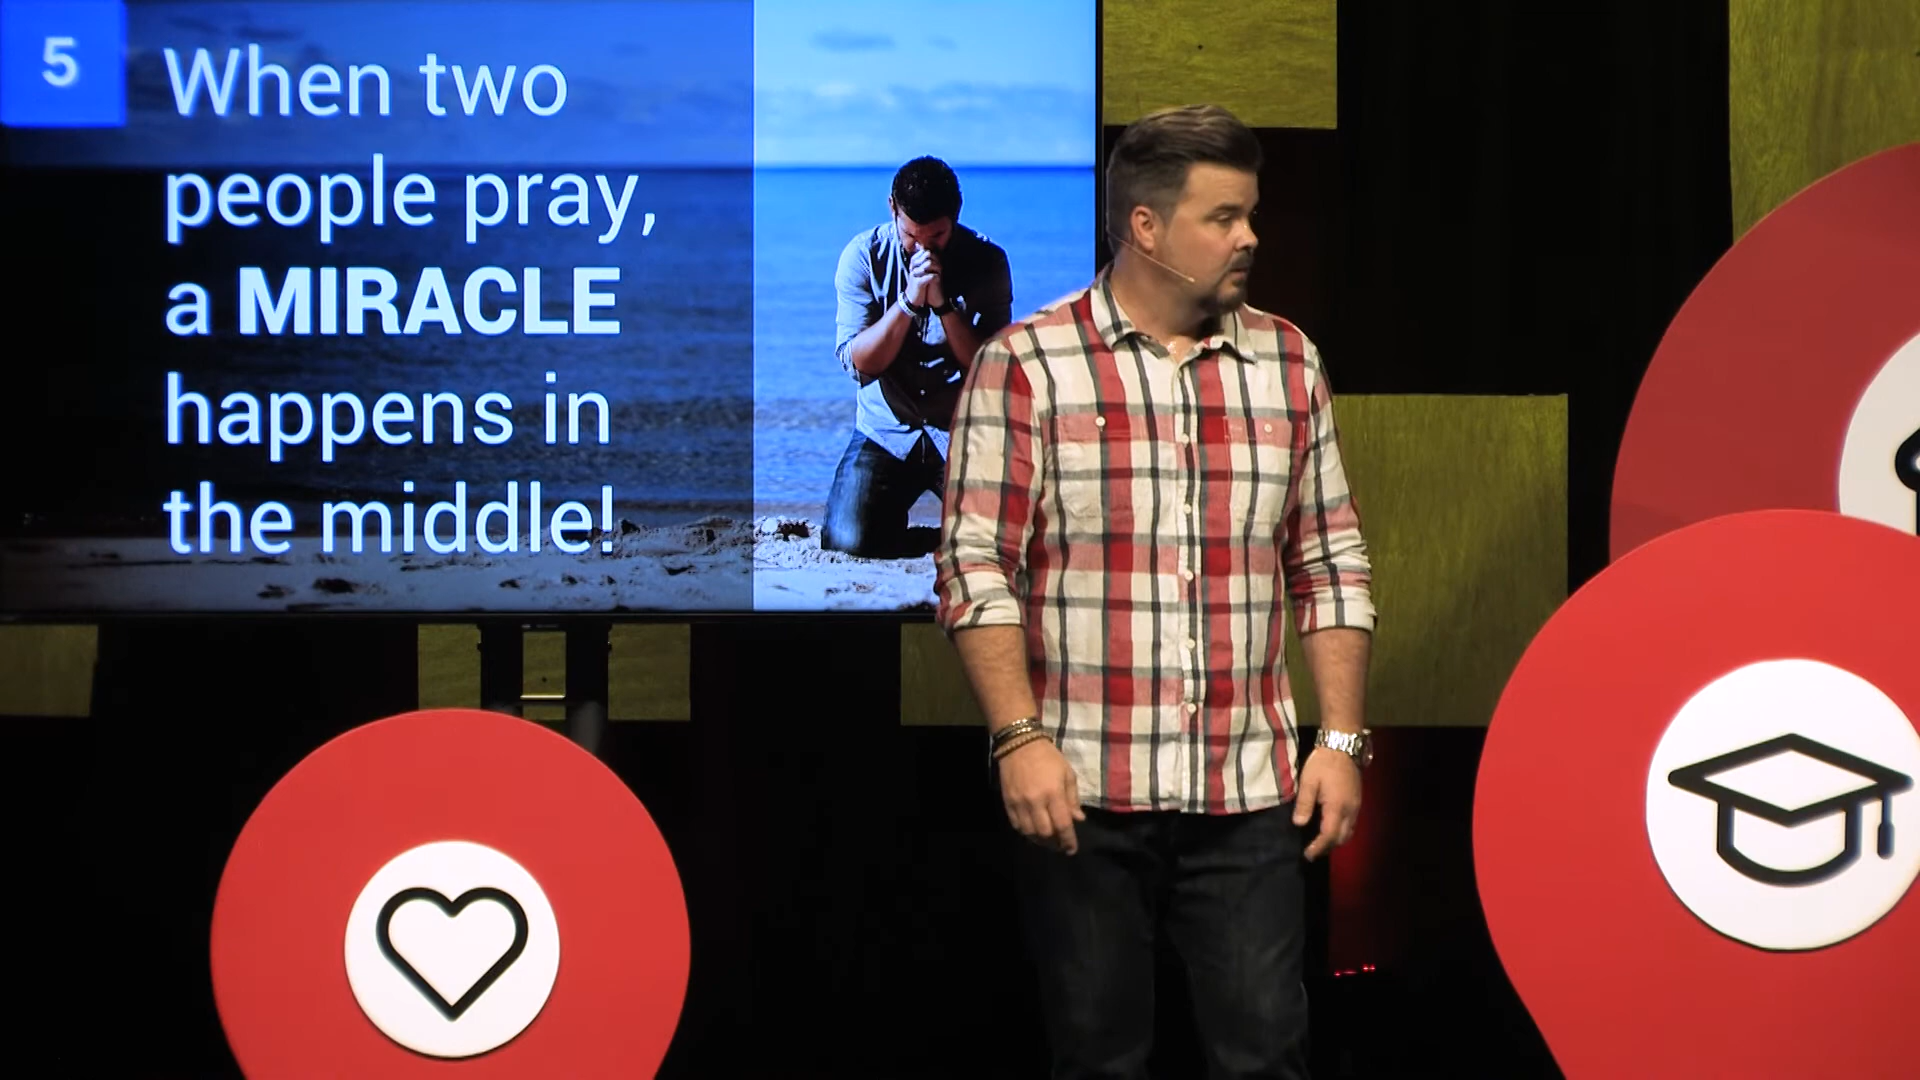 5
When two
people pray,
a MIRACLE
happens in
the middle!